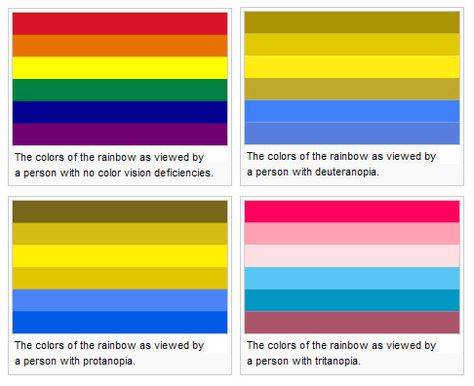 The colors of the rainbow as viewed by
a person with no color vision deficiencies.
The colors of the rainbow as viewed by
a person with deuteranopia.
The colors of the rainbow as viewed by
a person with protanopia.
The colors of the rainbow as viewed by
a person with tritanopia.